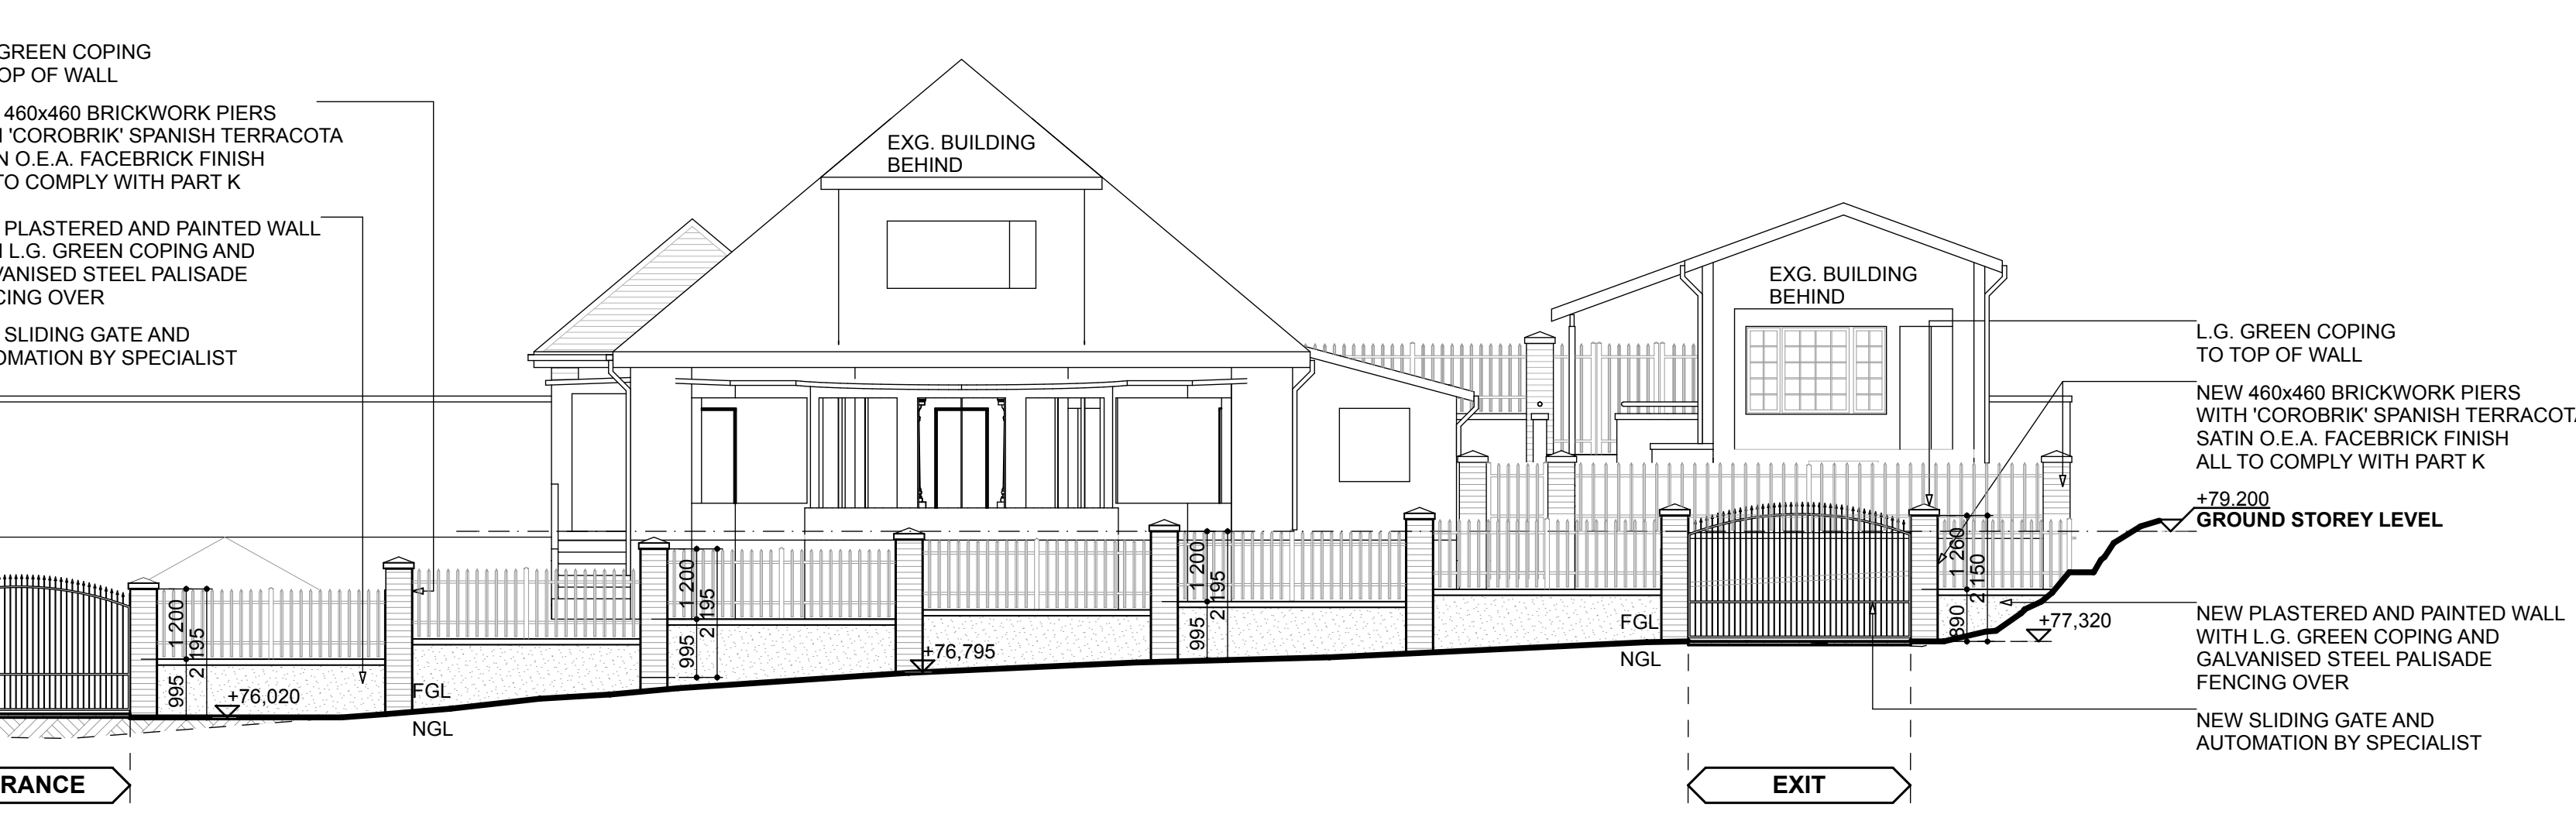 GREEN COPING
OP OF WALL
460x460 BRICKWORK PIERS
'COROBRIK' SPANISH TERRACOTA
N O.E.A. FACEBRICK FINISH
TO COMPLY WITH PART K
PLASTERED AND PAINTED WALL
L.G. GREEN COPING AND
VANISED STEEL PALISADE
CING OVER
SLIDING GATE AND
OMATION BY SPECIALIST
EXG. BUILDING
BEHIND
EXG. BUILDING
BEHIND
L.G. GREEN COPING
TO TOP OF WALL
NEW 460x460 BRICKWORK PIERS
WITH 'COROBRIK' SPANISH TERRACOTA
SATIN O.E.A. FACEBRICK FINISH
ALL TO COMPLY WITH PART K
+79.200
GROUND STOREY LEVEL
NEW PLASTERED AND PAINTED WALL
WITH L.G. GREEN COPING AND
GALVANISED STEEL PALISADE
FENCING OVER
NEW SLIDING GATE AND
AUTOMATION BY SPECIALIST
1 200
2 195
995
+76,020
FGL
NGL
1 200
2 195
995
+76,795
1 200
2 195
995
FGL
NGL
1 260
2 150
890
+77,320
RANCE
EXIT